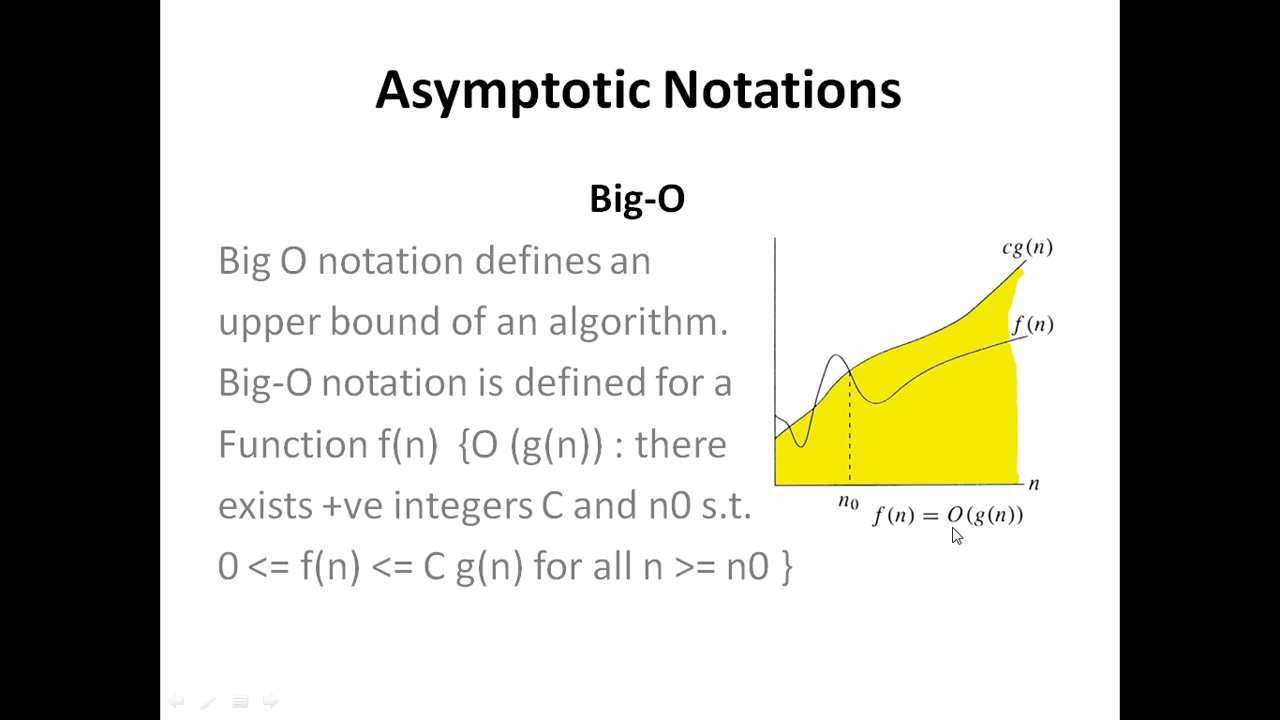 Asymptotic Notations
Big-O
Big O notation defines an
upper bound of an algorithm.
Big-O notation is defined for a
Function f(n)  {O (g(n)) : there
exists +ve integers C and n0 s.t.
0 <= f(n) <= C g(n) for all n >= n0 }
cg(n)
f(n)
n
n0
f(n) = O(g(n))